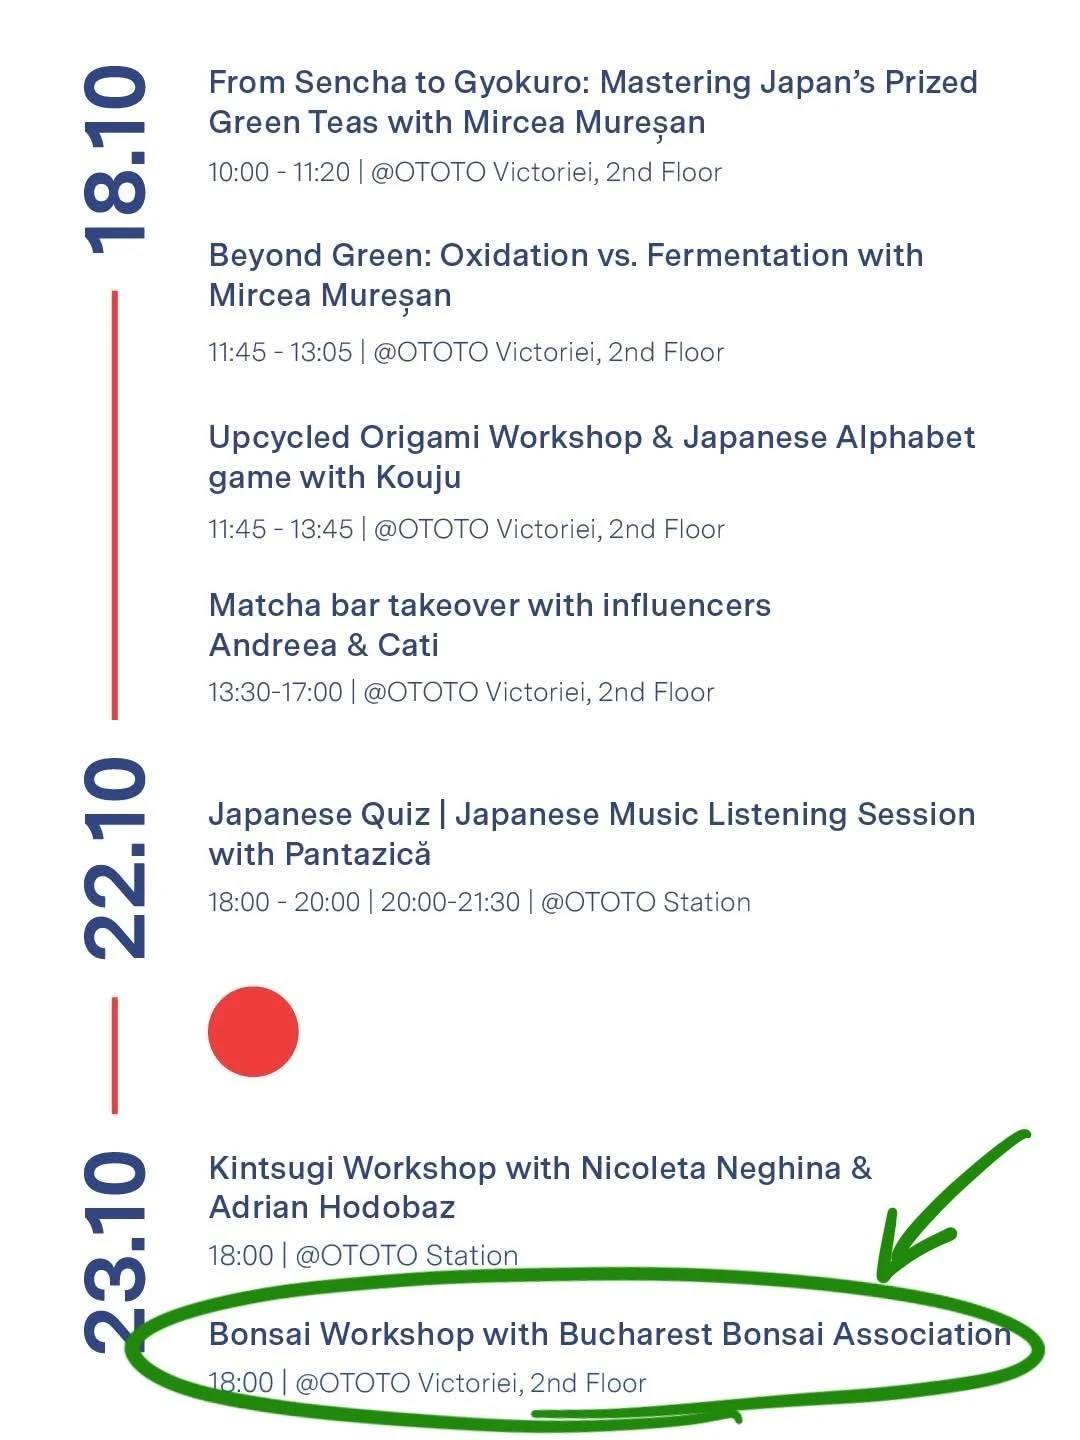 18.10
From Sencha to Gyokuro: Mastering Japan’s Prized
Green Teas with Mircea Mureșan
10:00 - 11:20 | @OTOTO Victoriei, 2nd Floor
Beyond Green: Oxidation vs. Fermentation with
Mircea Mureșan
11:45 - 13:05 | @OTOTO Victoriei, 2nd Floor
Upcycled Origami Workshop & Japanese Alphabet
game with Kouju
11:45 - 13:45 | @OTOTO Victoriei, 2nd Floor
Matcha bar takeover with influencers
Andreea & Cati
13:30-17:00 | @OTOTO Victoriei, 2nd Floor
22.10
Japanese Quiz | Japanese Music Listening Session
with Pantazică
18:00 - 20:00 | 20:00-21:30 | @OTOTO Station
23.10
Kintsugi Workshop with Nicoleta Neghina &
Adrian Hodobaz
18:00 | @OTOTO Station
Bonsai Workshop with Bucharest Bonsai Association
18:00 | @OTOTO Victoriei, 2nd Floor